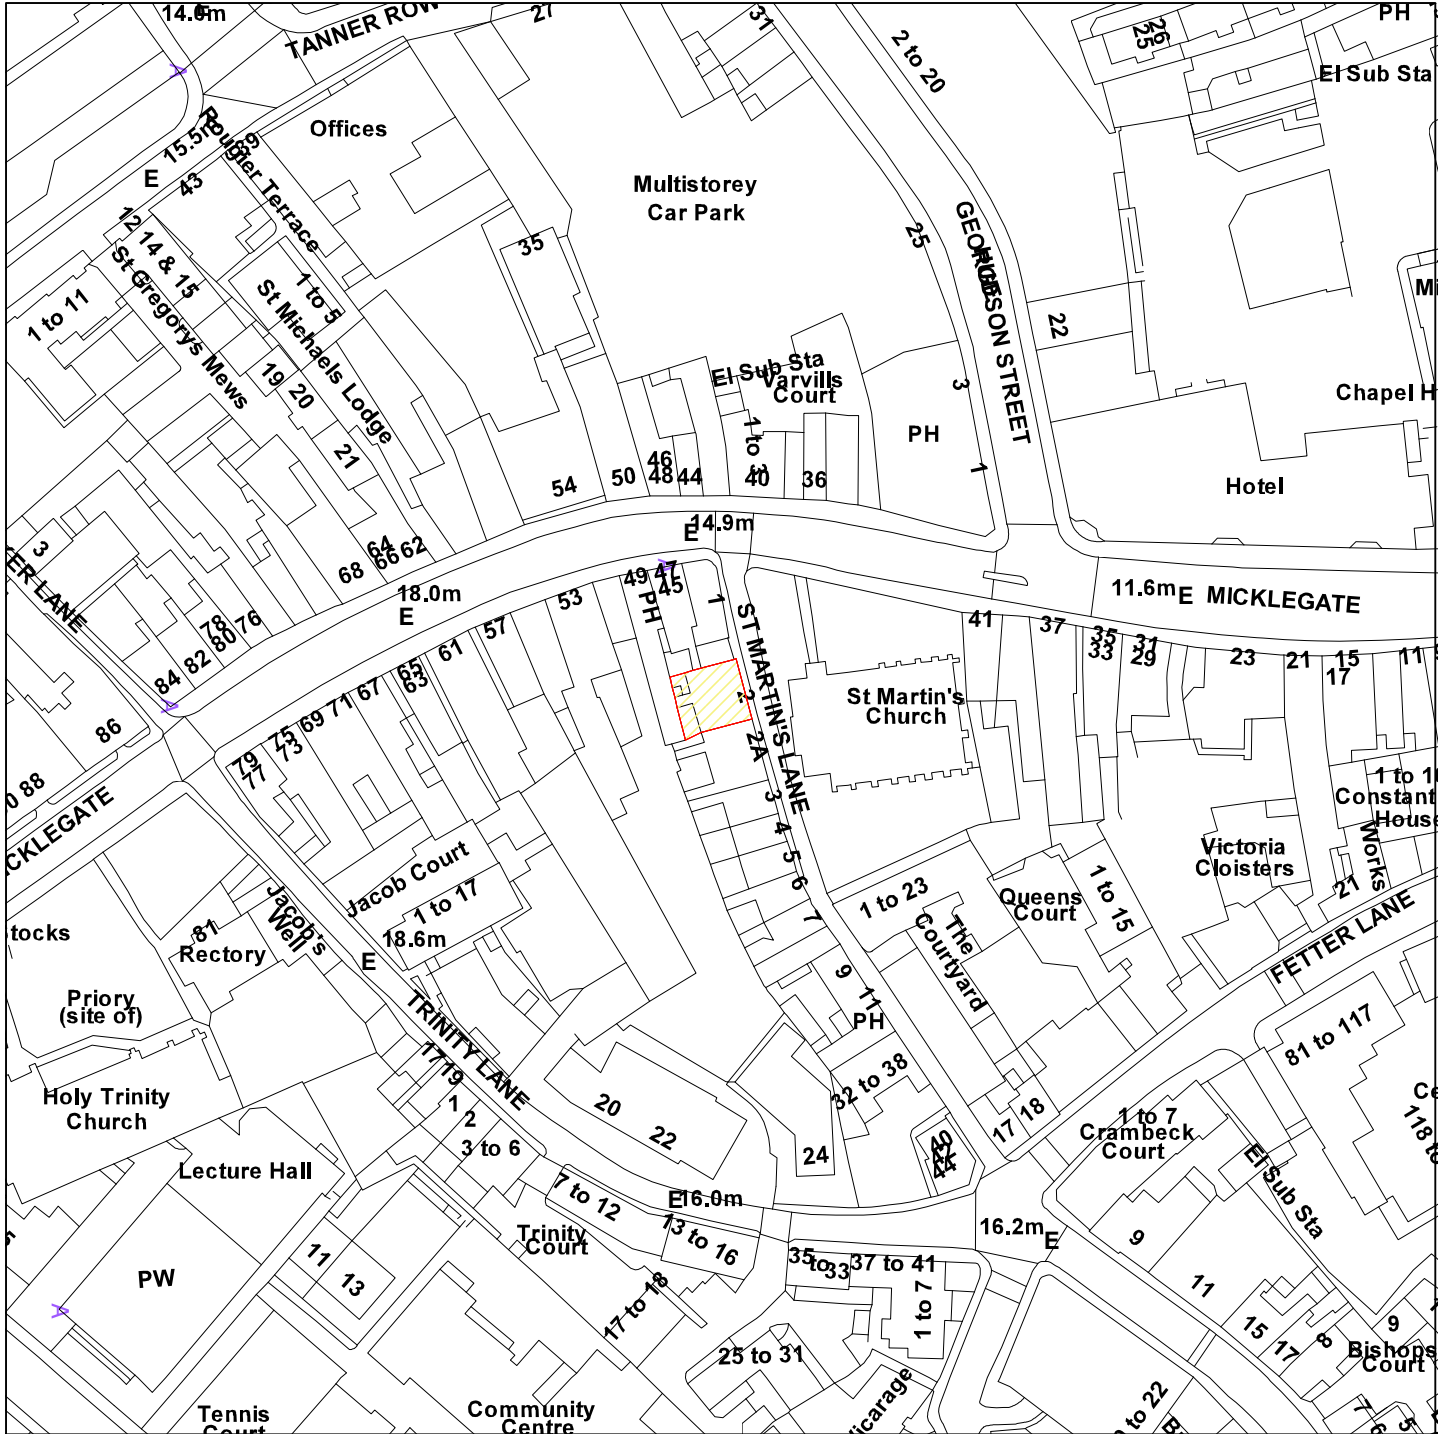 14.0m
TANNER ROW
27
31
2 to 20
25
26
PH
El Sub Sta
A
Rougier Terrace
15.5m
39
Offices
E
43
Multistorey
Car Park
12
14 & 15
St Gregorys Mews
35
25
GEORGE
HUDSON STREET
1 to 11
St Michaels Lodge
1 to 5
22
19
20
El Sub Sta
Varvills
Court
3
Chapel H
21
1 to 3
PH
1
46
48
44
40
36
50
54
Hotel
14.9m
E
3
64
66
62
68
A
18.0m
E
49
47
45
1
PH
53
57
61
65
63
67
71
69
75
73
79
77
78
80
76
82
84
A
86
88
MICKLEGATE
11.6m
E
MICKLEGATE
41
37
35
33
31
29
23
21
15
17
11
ST MARTIN'S LANE
2
2A
St Martin's
Church
3
4
5
6
7
9
11
PH
Constant
House
Works
21
Victoria
Cloisters
FETTER LANE
Jacob Court
1 to 17
18.6m
E
Jacob's
Well
81
Rectory
Priory
(site of)
1 to 23
The
Courtyard
Queens
Court
1 to 15
TRINITY LANE
17
19
Holy Trinity
Church
1
2
3 to 6
20
22
32 to 38
24
40
42
44
17
18
1 to 7
Crambeck
Court
81 to 117
El Sub Sta
Lecture Hall
7 to 12
E
16.0m
13 to 16
Trinity
Court
16.2m
E
9
11
15
17
8
9
Bishops
Court
PW
A
11
13
17 to 18
35
to
33
37 to 41
1 to 7
25 to 31
Tennis
Court
Community
Centre
7
6
5